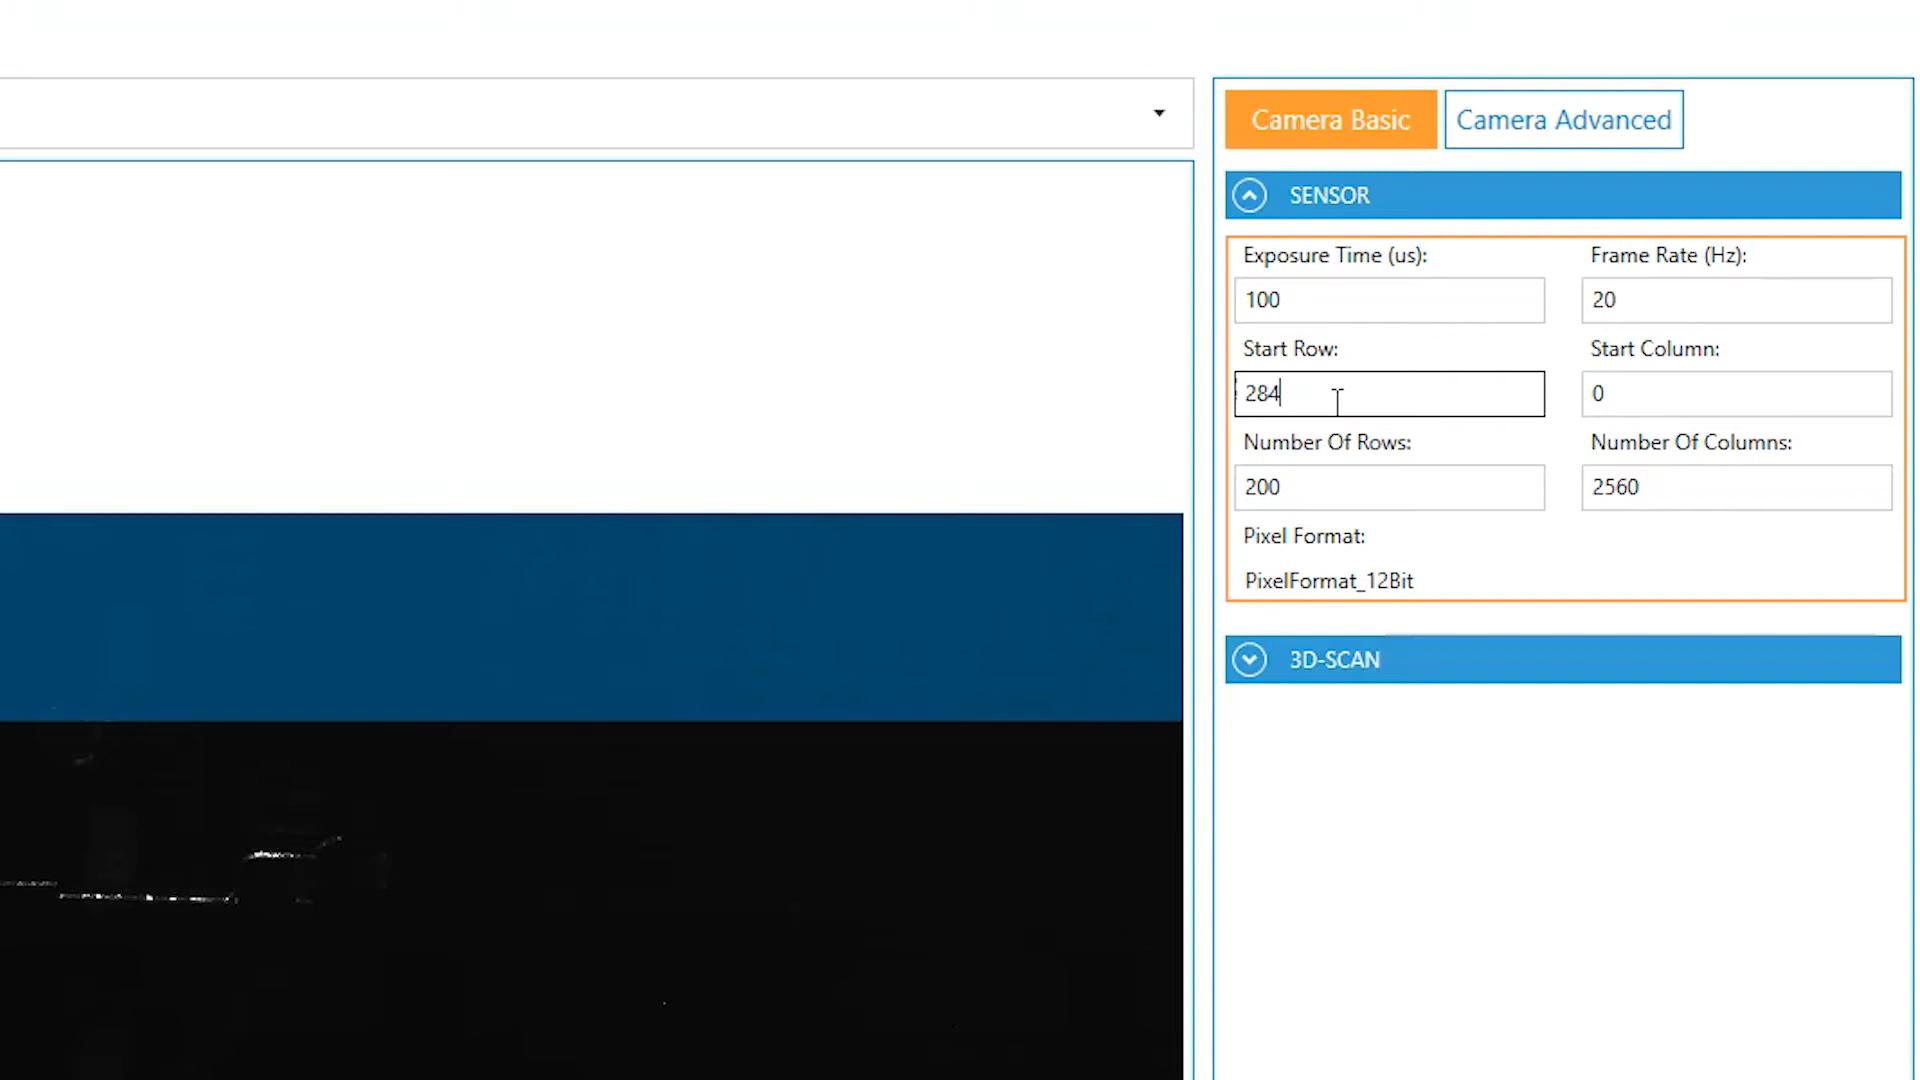 Camera Basic
Camera Advanced
SENSOR
Exposure Time (us):
Frame Rate (Hz):
100
20
Start Row:
Start Column:
284
0
Number Of Rows:
Number Of Columns:
200
2560
Pixel Format:
PixelFormat_12Bit
3D-SCAN